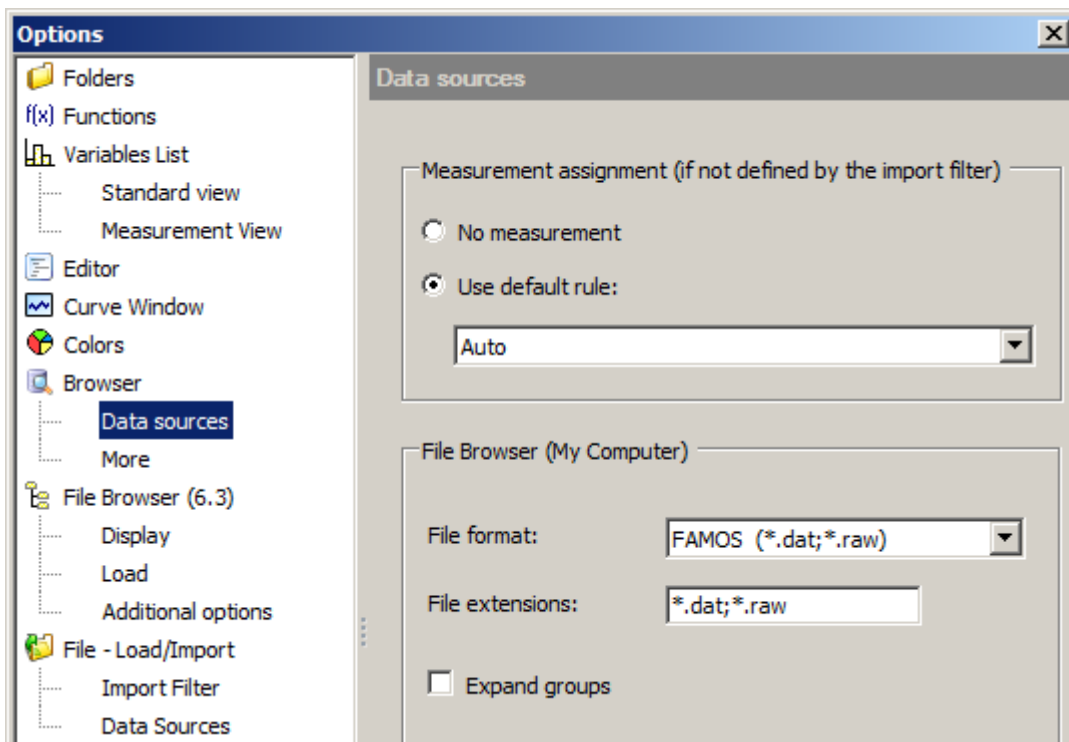 Options
Folders
f(x) Functions
Variables List
Standard view
Measurement View
Editor
Curve Window
Colors
Browser
Data sources
More
File Browser (6.3)
Display
Load
Additional options
File - Load/Import
Import Filter
Data Sources
Data sources
Measurement assignment (if not defined by the import filter)
No measurement
Use default rule:
Auto
File Browser (My Computer)
File format: FAMOS (*.dat;*.raw)
File extensions: *.dat;*.raw
Expand groups